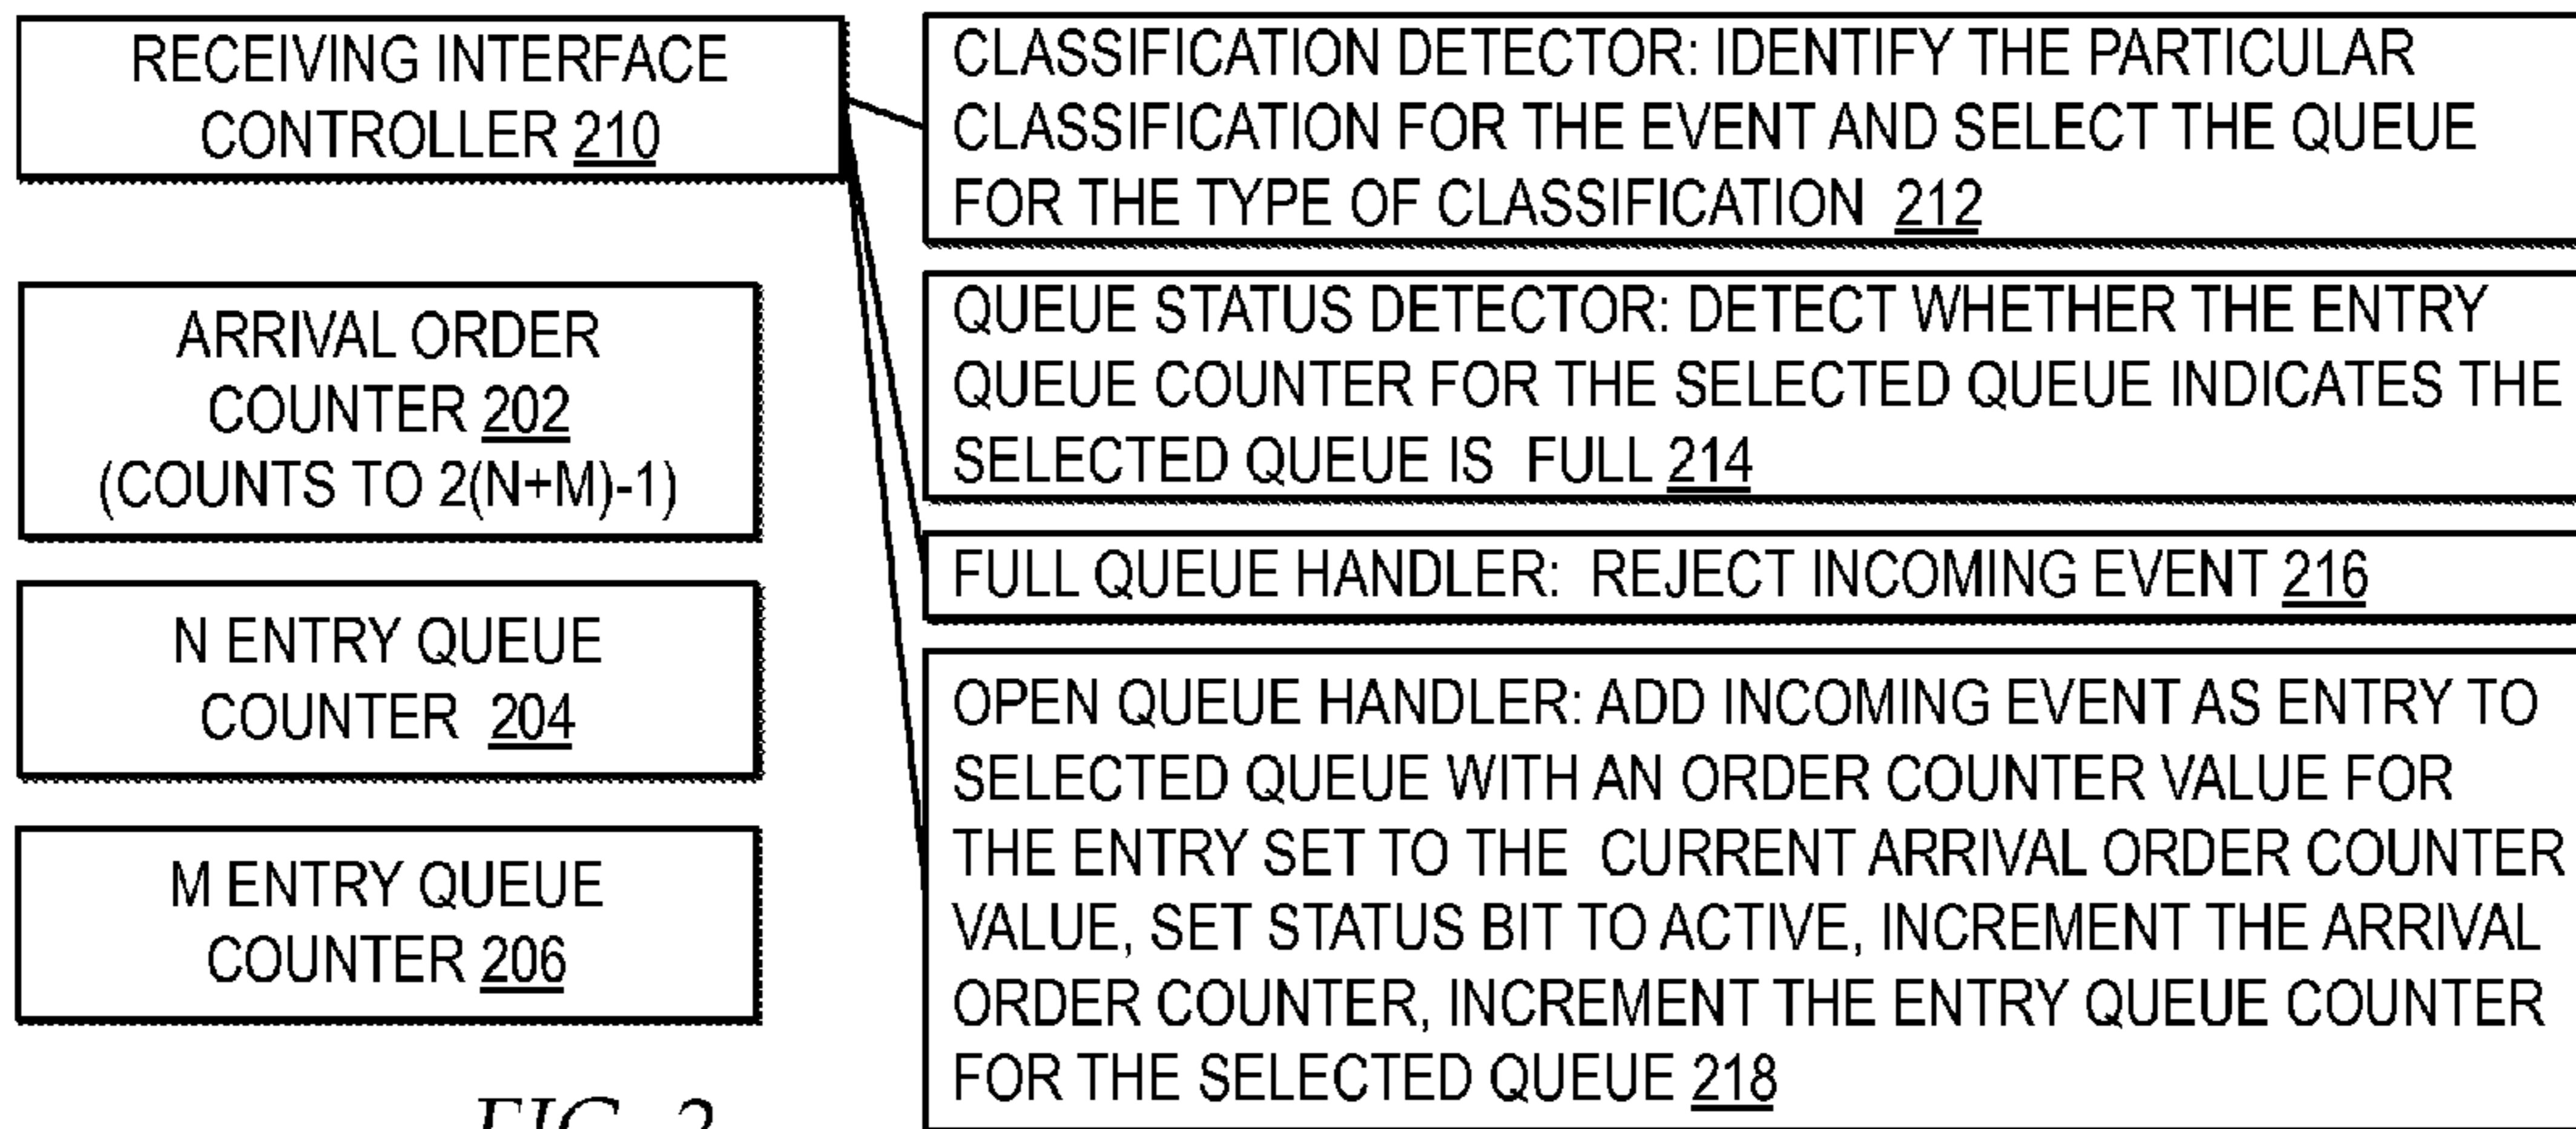 RECEIVING INTERFACE
CONTROLLER 210
ARRIVAL ORDER
COUNTER 202
(COUNTS TO 2(N+M)-1)
N ENTRY QUEUE
COUNTER 204
M ENTRY QUEUE
COUNTER 206
CLASSIFICATION DETECTOR: IDENTIFY THE PARTICULAR
CLASSIFICATION FOR THE EVENT AND SELECT THE QUEUE
FOR THE TYPE OF CLASSIFICATION 212
QUEUE STATUS DETECTOR: DETECT WHETHER THE ENTRY
QUEUE COUNTER FOR THE SELECTED QUEUE INDICATES THE
SELECTED QUEUE IS FULL 214
FULL QUEUE HANDLER: REJECT INCOMING EVENT 216
OPEN QUEUE HANDLER: ADD INCOMING EVENT AS ENTRY TO
SELECTED QUEUE WITH AN ORDER COUNTER VALUE FOR
THE ENTRY SET TO THE CURRENT ARRIVAL ORDER COUNTER
VALUE, SET STATUS BIT TO ACTIVE, INCREMENT THE ARRIVAL
ORDER COUNTER, INCREMENT THE ENTRY QUEUE COUNTER
FOR THE SELECTED QUEUE 218
FIG. 2